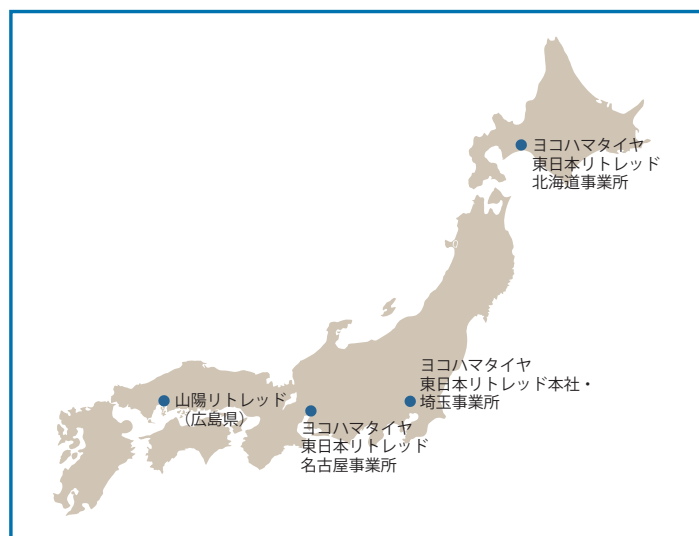 ヨコハマタイヤ
東日本リトレッド
北海道事業所
ヨコハマタイヤ
東日本リトレッド本社・
埼玉事業所
山陽リトレッド
（広島県）
ヨコハマタイヤ
東日本リトレッド
名古屋事業所